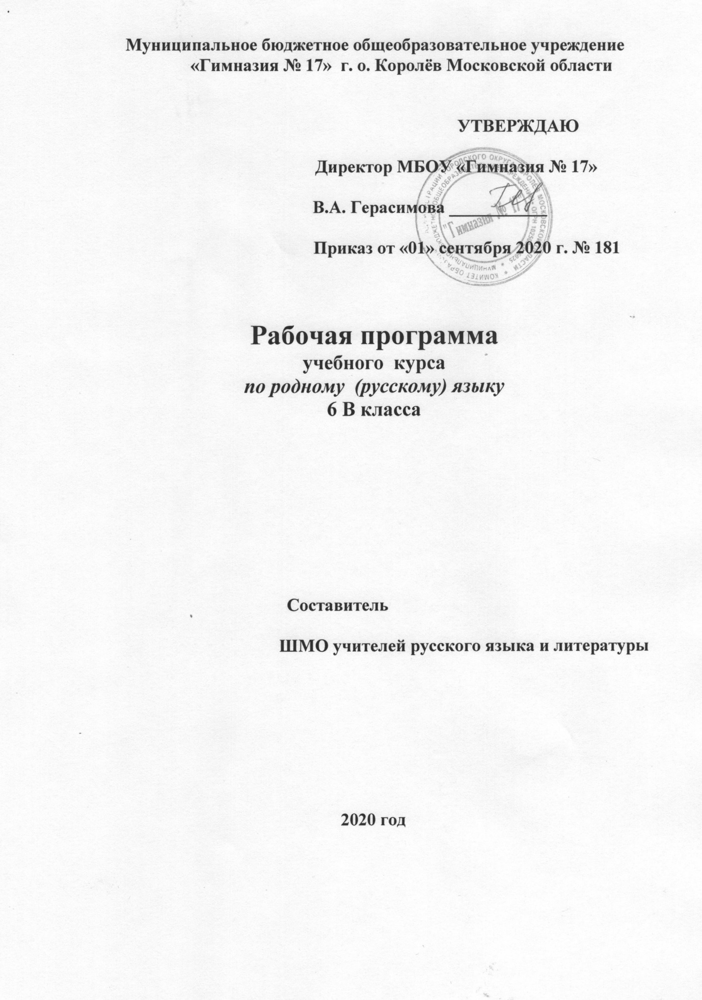 Муниципальное бюджетное общеобразовательное учреждение
«Гимназия № 17» г. о. Королёв Московской области
УТВЕРЖДАЮ
Директор МБОУ «Гимназия № 17»
В.А. Герасимова ___________
"Гимназия № 17"
Приказ от «01» сентября 2020 г. № 181
Рабочая программа
учебного курса
по родному (русскому) языку
6 В класса
Составитель
ШМО учителей русского языка и литературы
2020 год